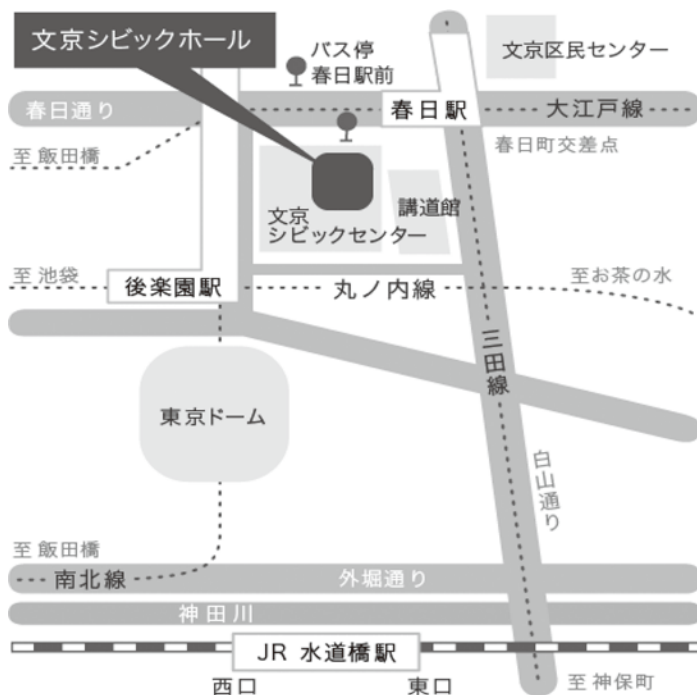 文京シビックホール
バス停
春日駅前
文京区民センター
春日通り
春日駅
大江戸線
至 飯田橋
春日町交差点
講道館
文京
シビックセンター
至 池袋
後楽園駅
丸ノ内線
至お茶の水
三田線
東京ドーム
白山通り
至 飯田橋
南北線
外堀通り
神田川
JR 水道橋駅
西口
東口
至 神保町